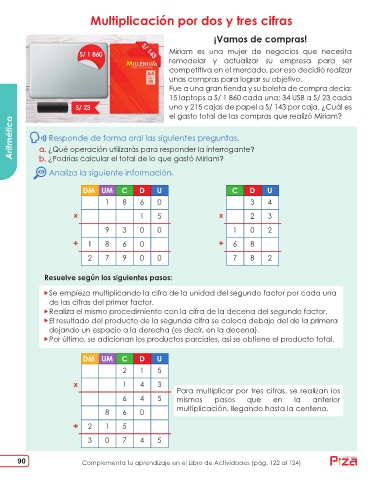 Multiplicación por dos y tres cifras
¡Vamos de compras!
S/ 1 860
S/ 143
MILLENIUM
A4
S/ 23
Miriam es una mujer de negocios que necesita
remodelar y actualizar su empresa para ser
competitiva en el mercado, por eso decidió realizar
unas compras para lograr su objetivo.
Fue a una gran tienda y su boleta de compra decía:
15 laptops a S/ 1 860 cada una; 34 USB a S/ 23 cada
uno y 215 cajas de papel a S/ 143 por caja. ¿Cuál es
el gasto total de las compras que realizó Miriam?
Aritmética
Responde de forma oral las siguientes preguntas.
a. ¿Qué operación utilizarás para responder la interrogante?
b. ¿Podrías calcular el total de lo que gastó Miriam?
Analiza la siguiente información.
DM UM C D U
1 8 6 0
x 1 5
9 3 0 0
+ 1 8 6 0
2 7 9 0 0
C D U
3 4
x 2 3
1 0 2
+ 6 8
7 8 2
Resuelve según los siguientes pasos:
Se empieza multiplicando la cifra de la unidad del segundo factor por cada una
de las cifras del primer factor.
Realiza el mismo procedimiento con la cifra de la decena del segundo factor.
El resultado del producto de la segunda cifra se coloca debajo del de la primera
dejando un espacio a la derecha (es decir, en la decena).
Por último, se adicionan los productos parciales, así se obtiene el producto total.
DM UM C D U
2 1 5
x 1 4 3
6 4 5
8 6 0
+ 2 1 5
3 0 7 4 5
Para multiplicar por tres cifras, se realizan los
mismos pasos que en la anterior
multiplicación, llegando hasta la centena.
90
Complementa tu aprendizaje en el Libro de Actividades (pág. 122 al 124)
Piza